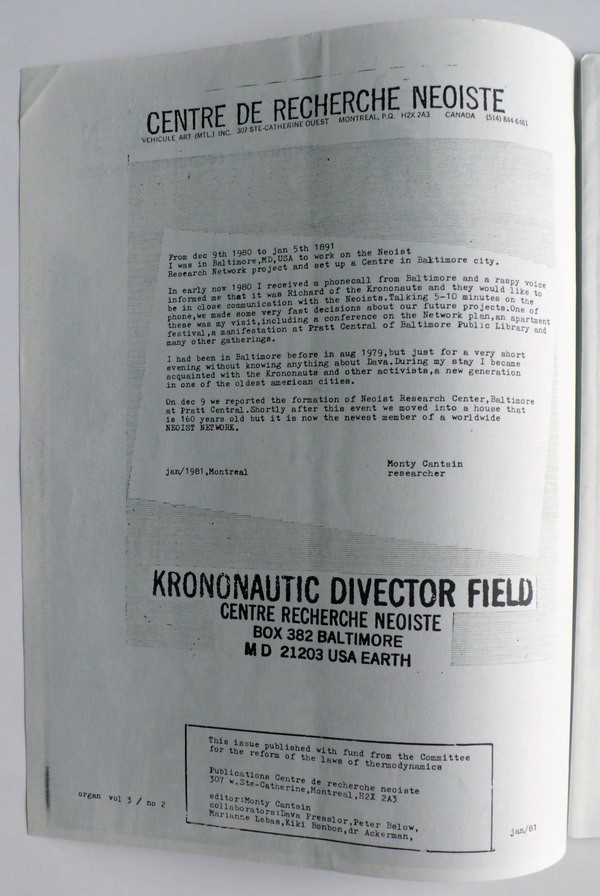 CENTRE DE RECHERCHE NEOISTE
VEHICULE ART (MTL.) INC. 307 STE-CATHERINE OUEST MONTREAL, P.Q. H2X 2A3 CANADA (514) 844-6461
From dec 9th 1980 to jan 5th 1891
I was in Baltimore,MD,USA to work on the Neoist
Research Network project and set up a Centre in Baktimore city.
In early nov 1980 I received a phonecall from Baltimore and a raspy voice
informed me that it was Richard of the Krononauts and they would like to
be in close communication with the Neoists.Talking 5-10 minutes on the
phone,we made some very fast decisions about our future projects.One of
these was my visit,including a conference on the Network plan,an apartment
festival,a manifestation at Pratt Central of Baltimore Public Library and
many other gatherings.
I had been in Baltimore before in aug 1979,but just for a very short
evening without knowing anything about Dava.During my stay I became
acquainted with the Krononauts and other activists,a new generation
in one of the oldest american cities.
On dec 9 we reported the formation of Neoist Research Center,Baltimore
at Pratt Central.Shortly after this event we moved into a house that
is 160 years old but it is now the newest member of a worldwide
NEOIST NETWORK.
jan/1981,Montreal
Monty Cantsin
researcher
KRONONAUTIC DIVECTOR FIELD
CENTRE RECHERCHE NEOISTE
BOX 382 BALTIMORE
MD 21203 USA EARTH
This issue published with fund from the Committee
for the reform of the laws of thermodynamics
Publications Centre de recherche neoiste
307 w.Ste-Catherine,Montreal,H2X 2A3
editor:Monty Cantsin
collaborators:Dava Presslor,Peter Below,
Marianne Lebas,Kiki Bonbon,dr Ackerman,
organ vol 3 / no 2
jan/81